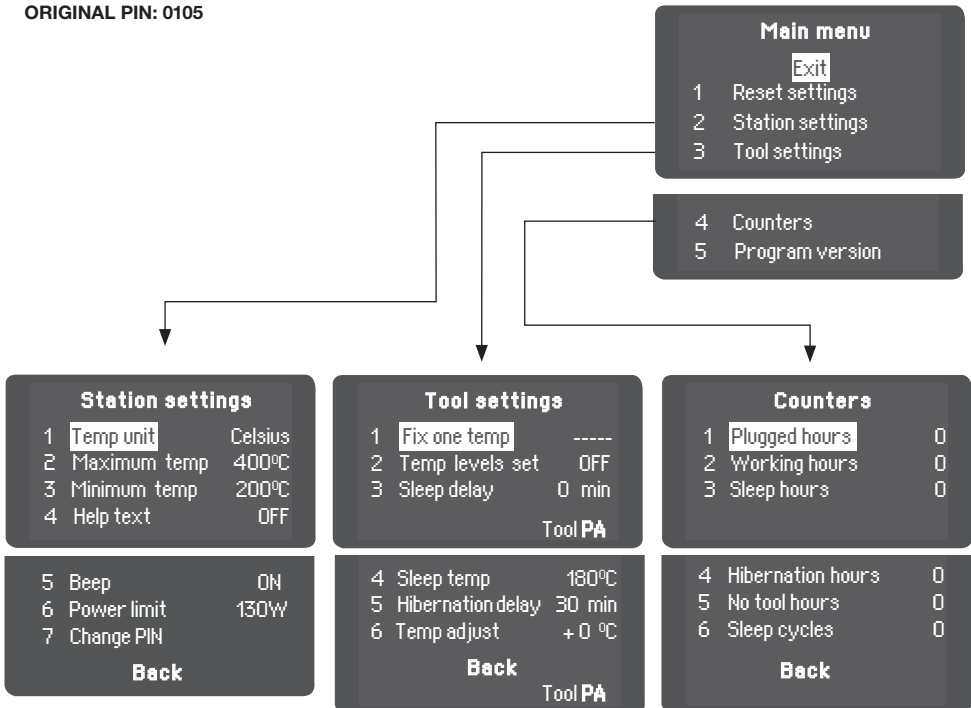 ORIGINAL PIN: 0105
Main menu
Exit
1 Reset settings
2 Station settings
3 Tool settings
4 Counters
5 Program version
Station settings
1 Temp unit Celsius
2 Maximum temp 400ºC
3 Minimum temp 200ºC
4 Help text OFF
5 Beep ON
6 Power limit 130W
7 Change PIN
Back
Tool settings
1 Fix one temp -----
2 Temp levels set OFF
3 Sleep delay 0 min
Tool PA
4 Sleep temp 180ºC
5 Hibernation delay 30 min
6 Temp adjust +0 ºC
Back
Tool PA
Counters
1 Plugged hours 0
2 Working hours 0
3 Sleep hours 0
4 Hibernation hours 0
5 No tool hours 0
6 Sleep cycles 0
Back